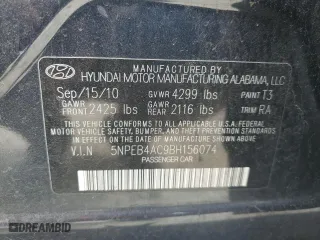 MANUFACTURED BY
HYUNDAI MOTOR MANUFACTURING ALABAMA, LLC
Sep/15/10 GVWR 4299 lbs PAINT T3
GAWR FRONT 2425 lbs GAWR REAR 2116 lbs TRIM RA
THIS VEHICLE CONFORMS TO ALL APPLICABLE U.S.A. FEDERAL
MOTOR VEHICLE SAFETY, BUMPER, AND THEFT PREVENTION STANDARDS
IN EFFECT ON THE DATE OF MANUFACTURE SHOWN ABOVE
V.I.N 5NPEB4AC9BH156074
PASSENGER CAR